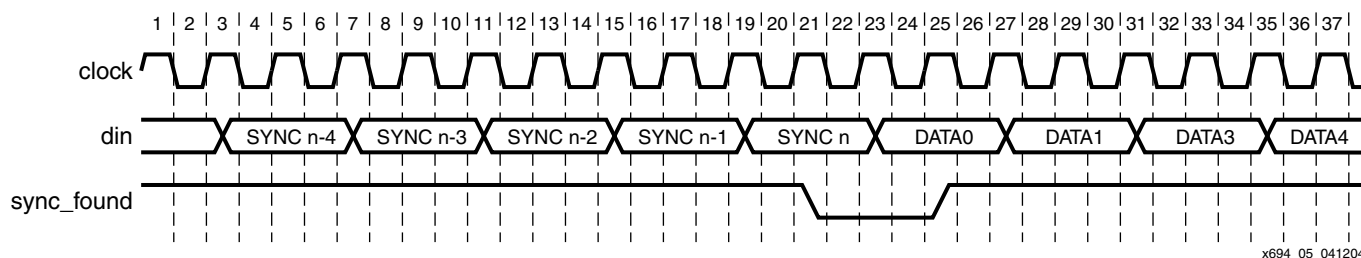 1 2 3 4 5 6 7 8 9 10 11 12 13 14 15 16 17 18 19 20 21 22 23 24 25 26 27 28 29 30 31 32 33 34 35 36 37
clock
din SYNC n-4 SYNC n-3 SYNC n-2 SYNC n-1 SYNC n DATA0 DATA1 DATA3 DATA4
sync_found
x694_05_041204